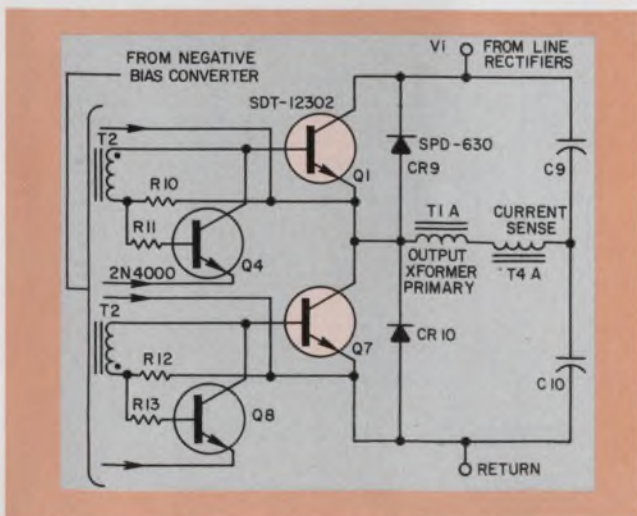 FROM NEGATIVE
BIAS CONVERTER
Vi
FROM LINE
RECTIFIERS
SDT-12302
T2
Q1
SPD-630
CR9
C9
R10
R11
Q4
T1A
CURRENT
SENSE
OUTPUT
XFORMER
PRIMARY
T4A
2N4000
T2
Q7
CR10
C10
R12
R13
Q8
RETURN